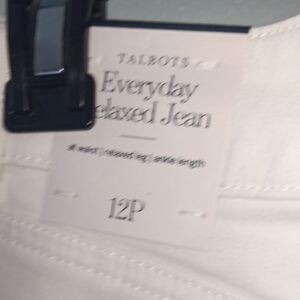 TALBOTS
Everyday
elaxed Jean
at waist | relaxed leg | ankle length
12P